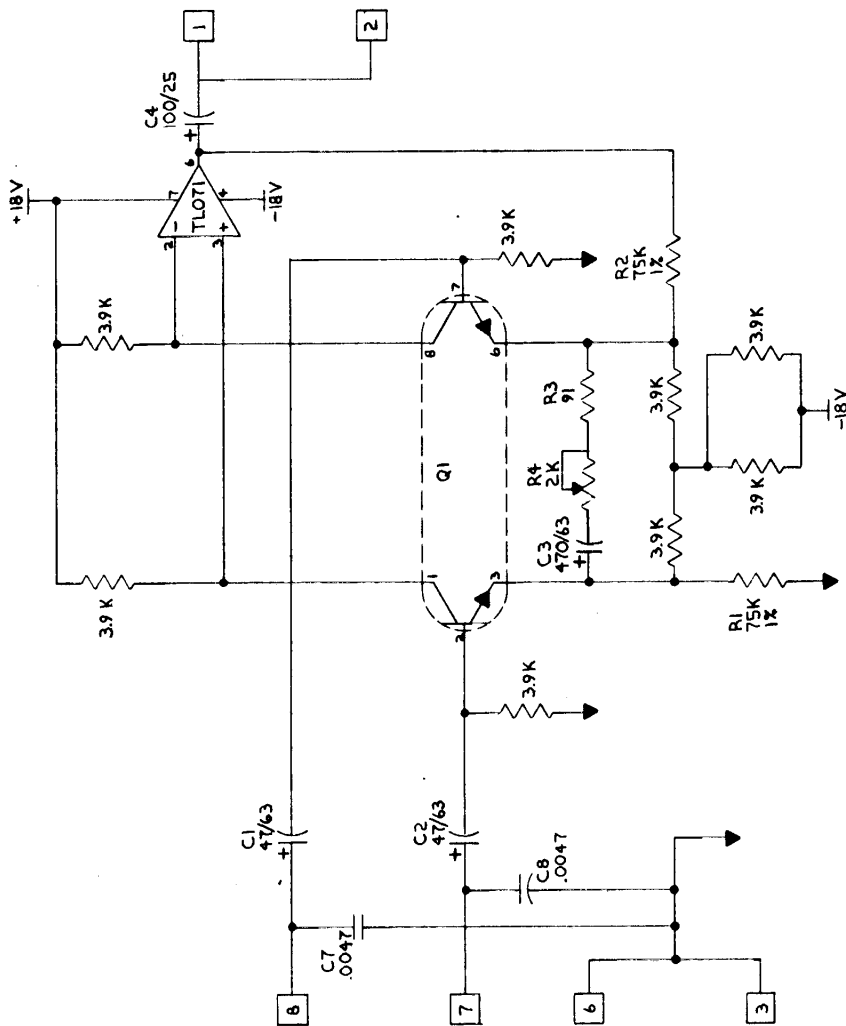 1
2
C4
100/25
+
+18V
7
6
TL071
2
−
3
+
4
-18V
3.9K
3.9K
7
3.9K
8
6
Q1
1
2
3
R2
75K
1%
R3
91
R4
2K
C3
470/63
+
3.9K
3.9K
3.9K
3.9K
-18V
R1
75K
1%
3.9K
C1
47/63
+
C2
47/63
+
C8
.0047
C7
.0047
8
7
6
3